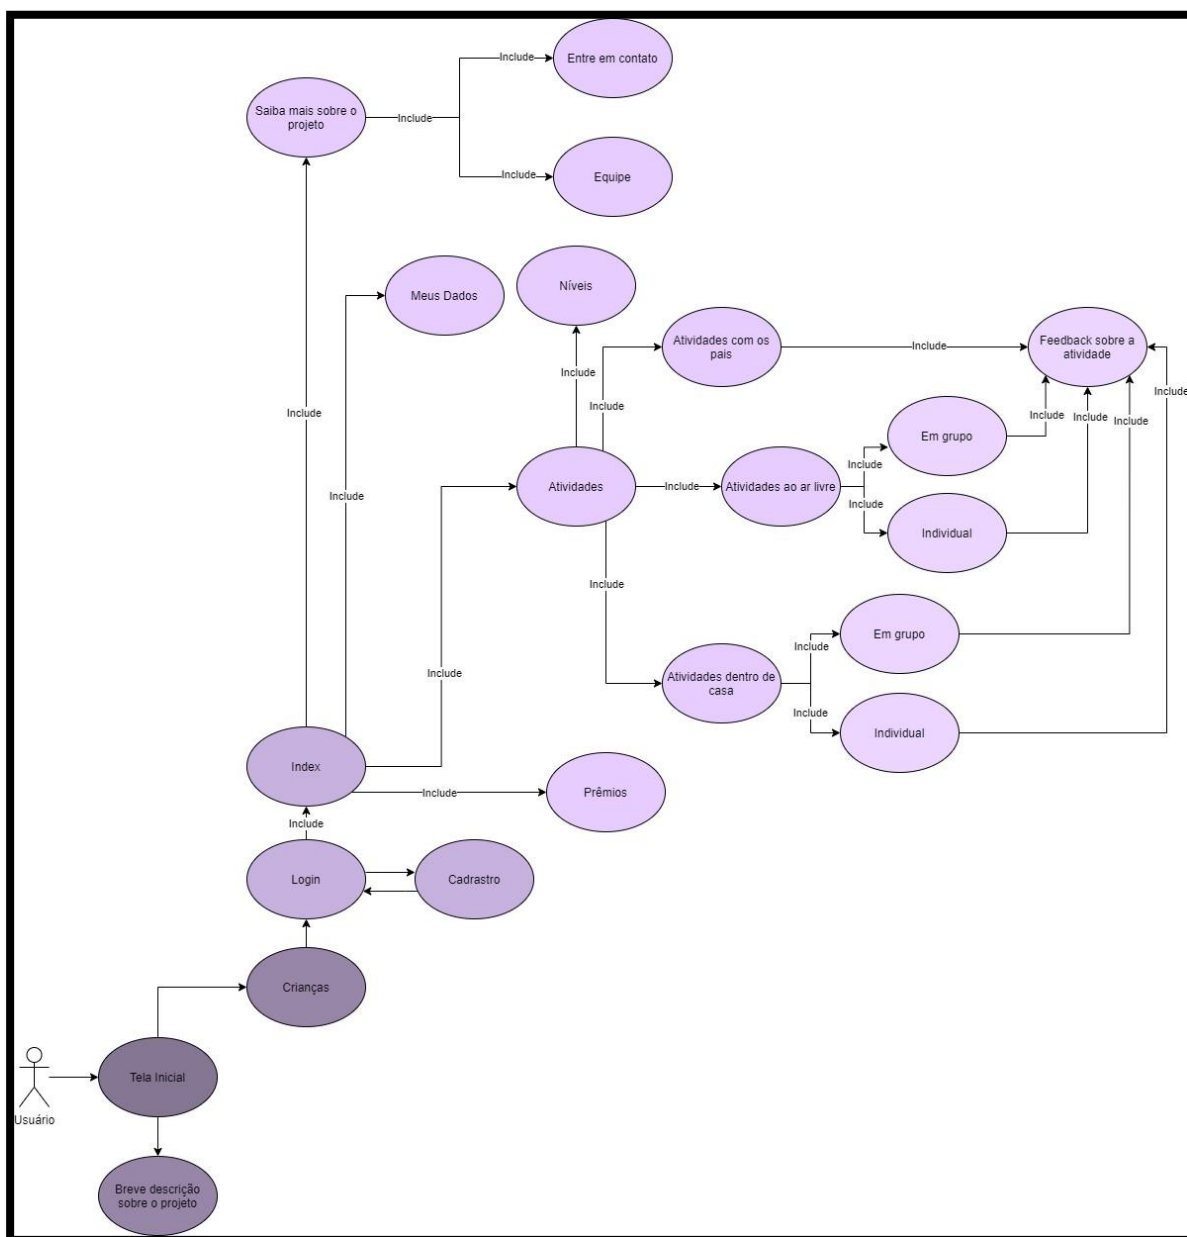 Entre em contato
Include
Saiba mais sobre o
projeto
Include
Include
Equipe
Níveis
Meus Dados
Atividades com os
pais
Include
Feedback sobre a
atividade
Include
Include
Include
Include
Include
Include
Include
Em grupo
Include
Include
Atividades
Include
Atividades ao ar livre
Include
Include
Individual
Include
Em grupo
Include
Include
Atividades dentro de
casa
Include
Individual
Index
Include
Prêmios
Include
Login
Cadrastro
Crianças
Tela Inicial
Usuário
Breve descrição
sobre o projeto